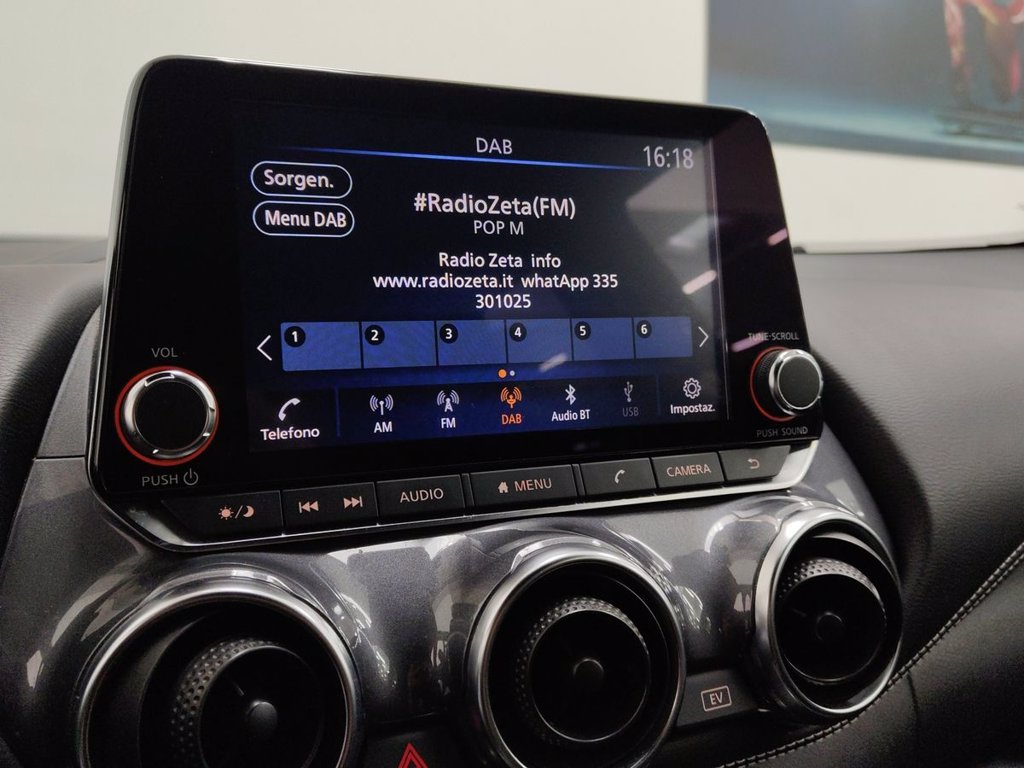 DAB
16:18
Sorgen.
Menu DAB
#RadioZeta(FM)
POP M
Radio Zeta info
www.radiozeta.it whatApp 335
301025
1 2 3 4 5 6
VOL
TUNE·SCROLL
Telefono
AM
FM
DAB
Audio BT
USB
Impostaz.
PUSH
PUSH SOUND
AUDIO
MENU
CAMERA
EV